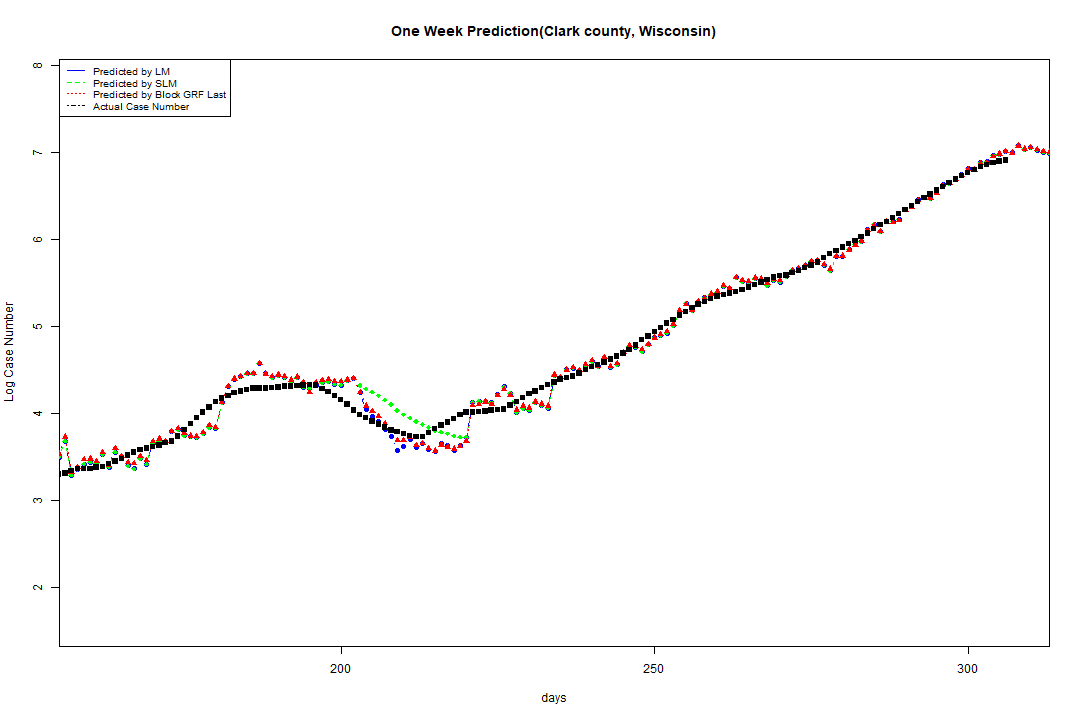 One Week Prediction(Clark county, Wisconsin)
Predicted by LM
Predicted by SLM
Predicted by Block GRF Last
Actual Case Number
8
7
6
5
4
3
2
Log Case Number
200 250 300
days